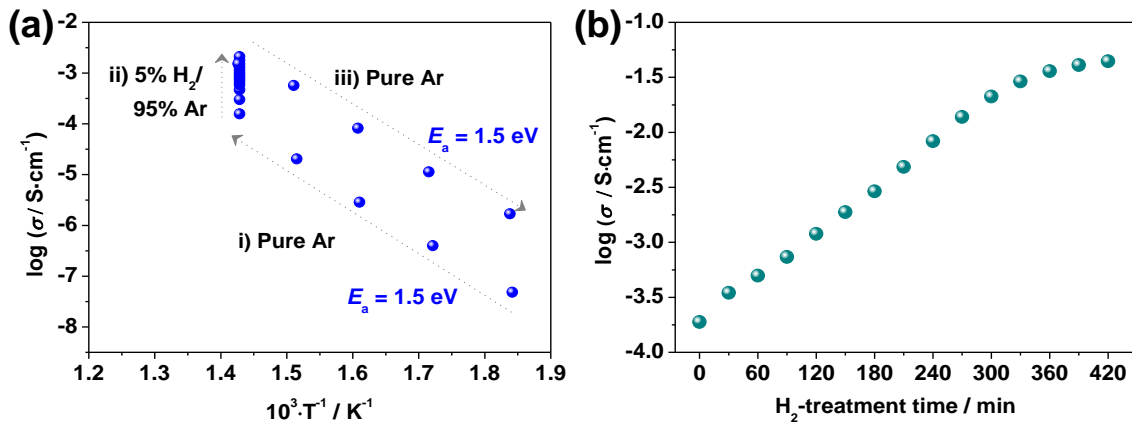 (a)
-2
-3
-4
-5
-6
-7
-8
log (σ / S·cm⁻¹)
ii) 5% H₂/
95% Ar
iii) Pure Ar
Eₐ = 1.5 eV
i) Pure Ar
Eₐ = 1.5 eV
1.2 1.3 1.4 1.5 1.6 1.7 1.8 1.9
10³·T⁻¹ / K⁻¹
(b)
-1.0
-1.5
-2.0
-2.5
-3.0
-3.5
-4.0
log (σ / S·cm⁻¹)
0 60 120 180 240 300 360 420
H₂-treatment time / min